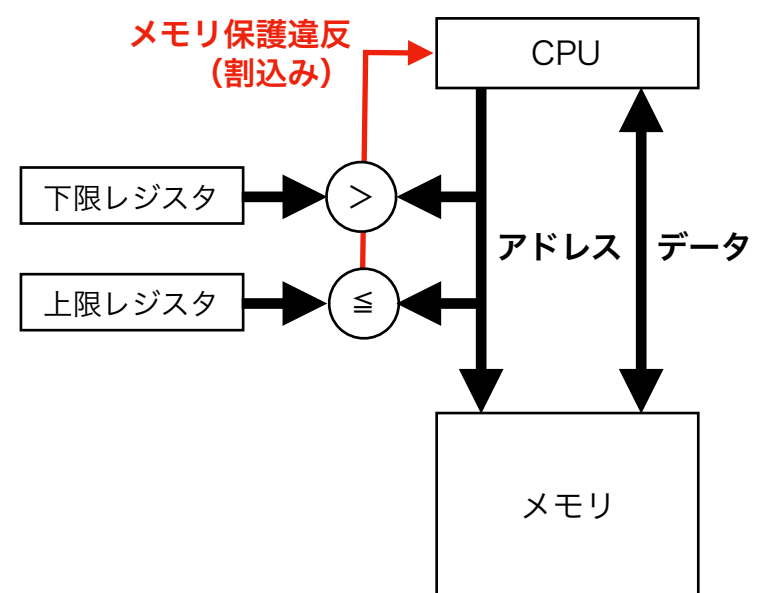 メモリ保護違反
（割込み）
CPU
下限レジスタ
＞
アドレス
データ
上限レジスタ
≦
メモリ